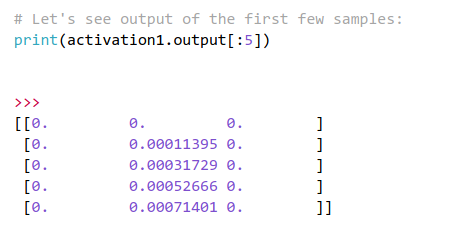 # Let's see output of the first few samples:
print(activation1.output[:5])
>>>
[[0. 0. 0. ]
[0. 0.00011395 0. ]
[0. 0.00031729 0. ]
[0. 0.00052666 0. ]
[0. 0.00071401 0. ]]